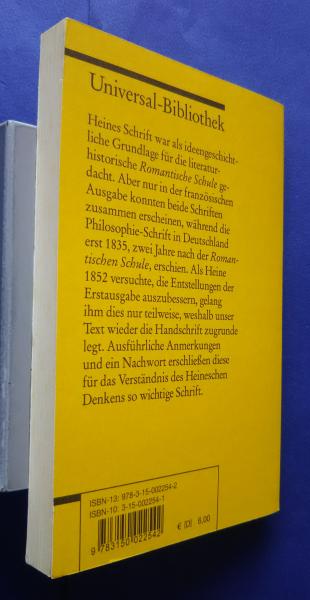 Universal-Bibliothek
Heines Schrift war als ideengeschicht-
liche Grundlage für die literatur-
historische Romantische Schule ge-
dacht. Aber nur in der französischen
Ausgabe konnten beide Schriften
zusammen erscheinen, während die
Philosophie-Schrift in Deutschland
erst 1835, zwei Jahre nach der Roman-
tischen Schule, erschien. Als Heine
1852 versuchte, die Entstellungen der
Erstausgabe auszubessern, gelang
ihm dies nur teilweise, weshalb unser
Text wieder die Handschrift zugrunde
legt. Ausführliche Anmerkungen
und ein Nachwort erschließen diese
für das Verständnis des Heineschen
Denkens so wichtige Schrift.
ISBN-13: 978-3-15-002254-2
ISBN-10: 3-15-002254-1
9 783150 022542
€ [D] 8,00